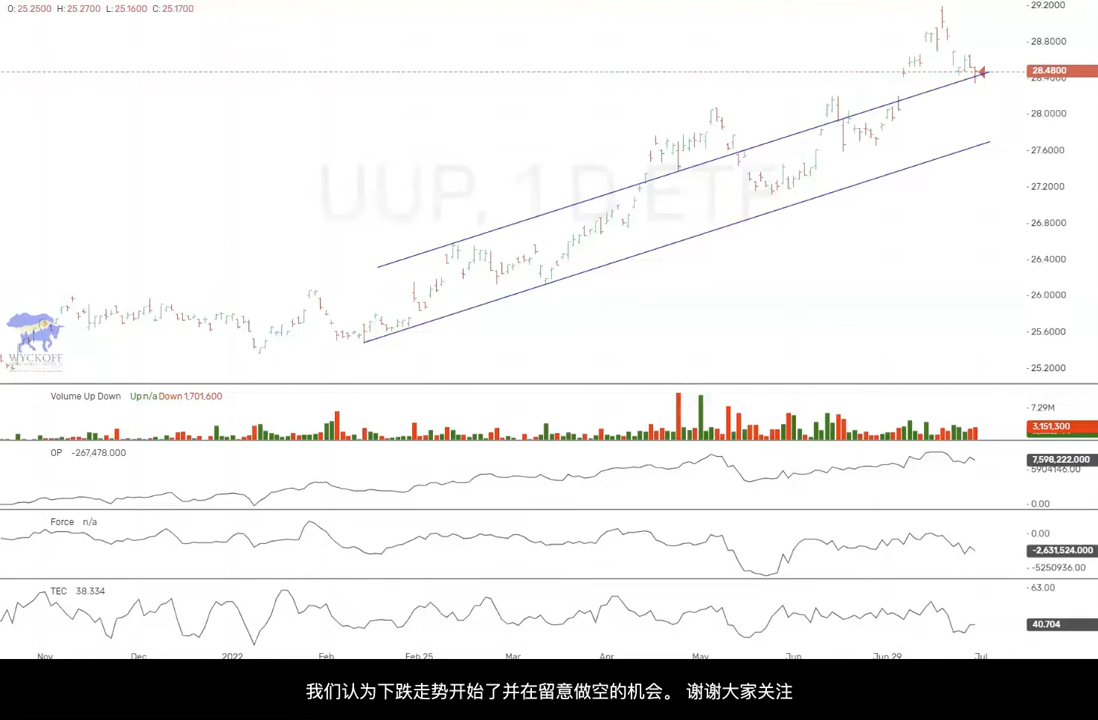 O: 25.2500 H: 25.2700 L: 25.1600 C: 25.1700
29.2000
28.8000
28.4800
28.4000
28.0000
27.6000
27.2000
26.8000
26.4000
26.0000
25.6000
25.2000
UUP, 1 D ETF
WYCKOFF
Volume Up Down Up n/a Down 1,701,600
7.29M
3,151,300
OP -267,478.000
7,598,222.000
5904146.00
0.00
Force n/a
0.00
-2,631,524.000
-5250936.00
TEC 38.334
63.00
40.704
Nov Dec 2022 Feb Feb 25 Mar Apr May Jun Jun 29 Jul
我们认为下跌走势开始了并在留意做空的机会。 谢谢大家关注